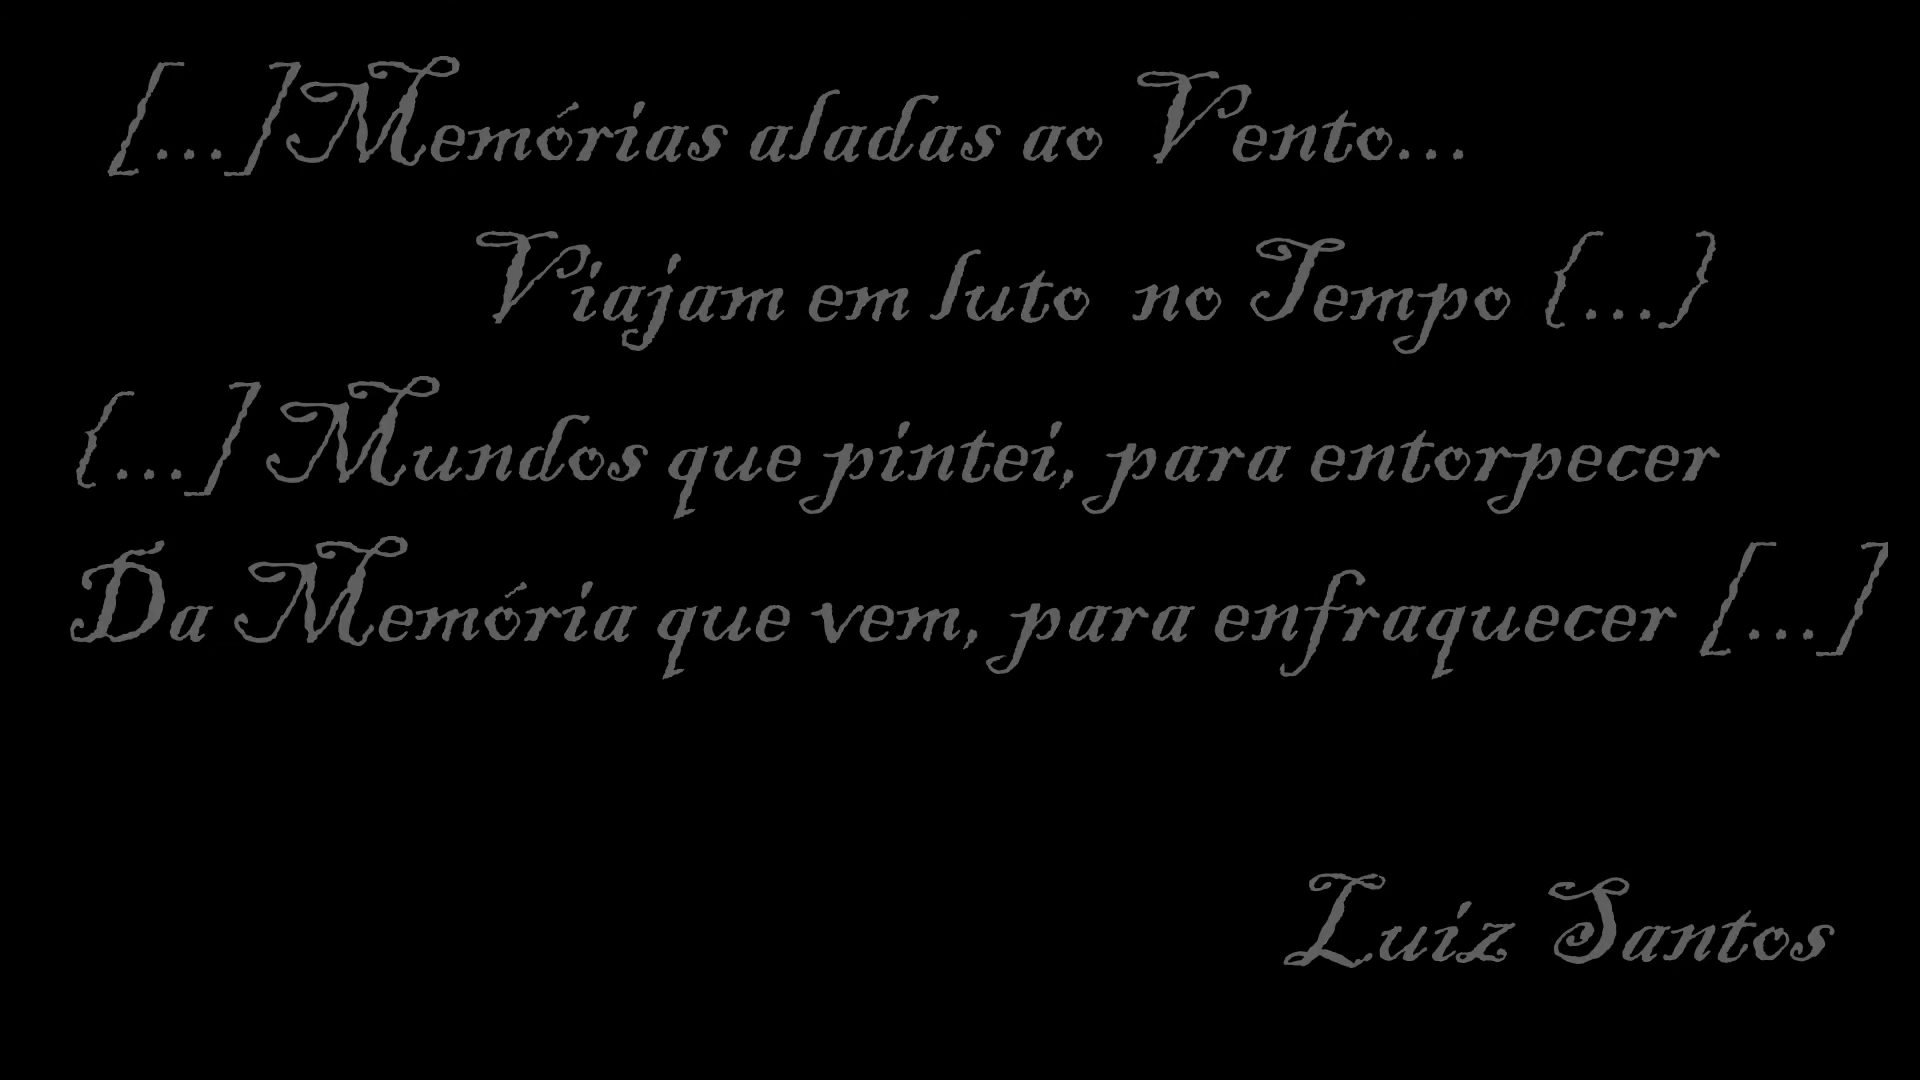 [...]Memórias aladas ao Vento...
Viajam em luto no Tempo {...}
{...] Mundos que pintei, para entorpecer
Da Memória que vem, para enfraquecer [...]
Luiz Santos